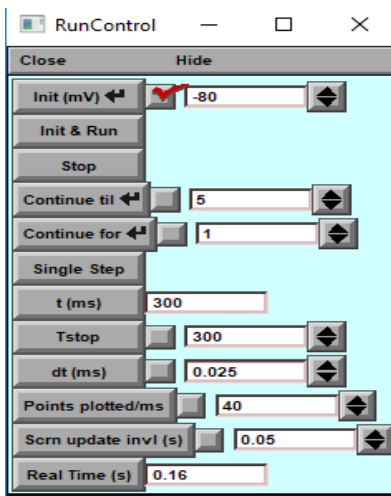 RunControl
Close Hide
Init (mV) -80
Init & Run
Stop
Continue til 5
Continue for 1
Single Step
t (ms) 300
Tstop 300
dt (ms) 0.025
Points plotted/ms 40
Scrn update invl (s) 0.05
Real Time (s) 0.16